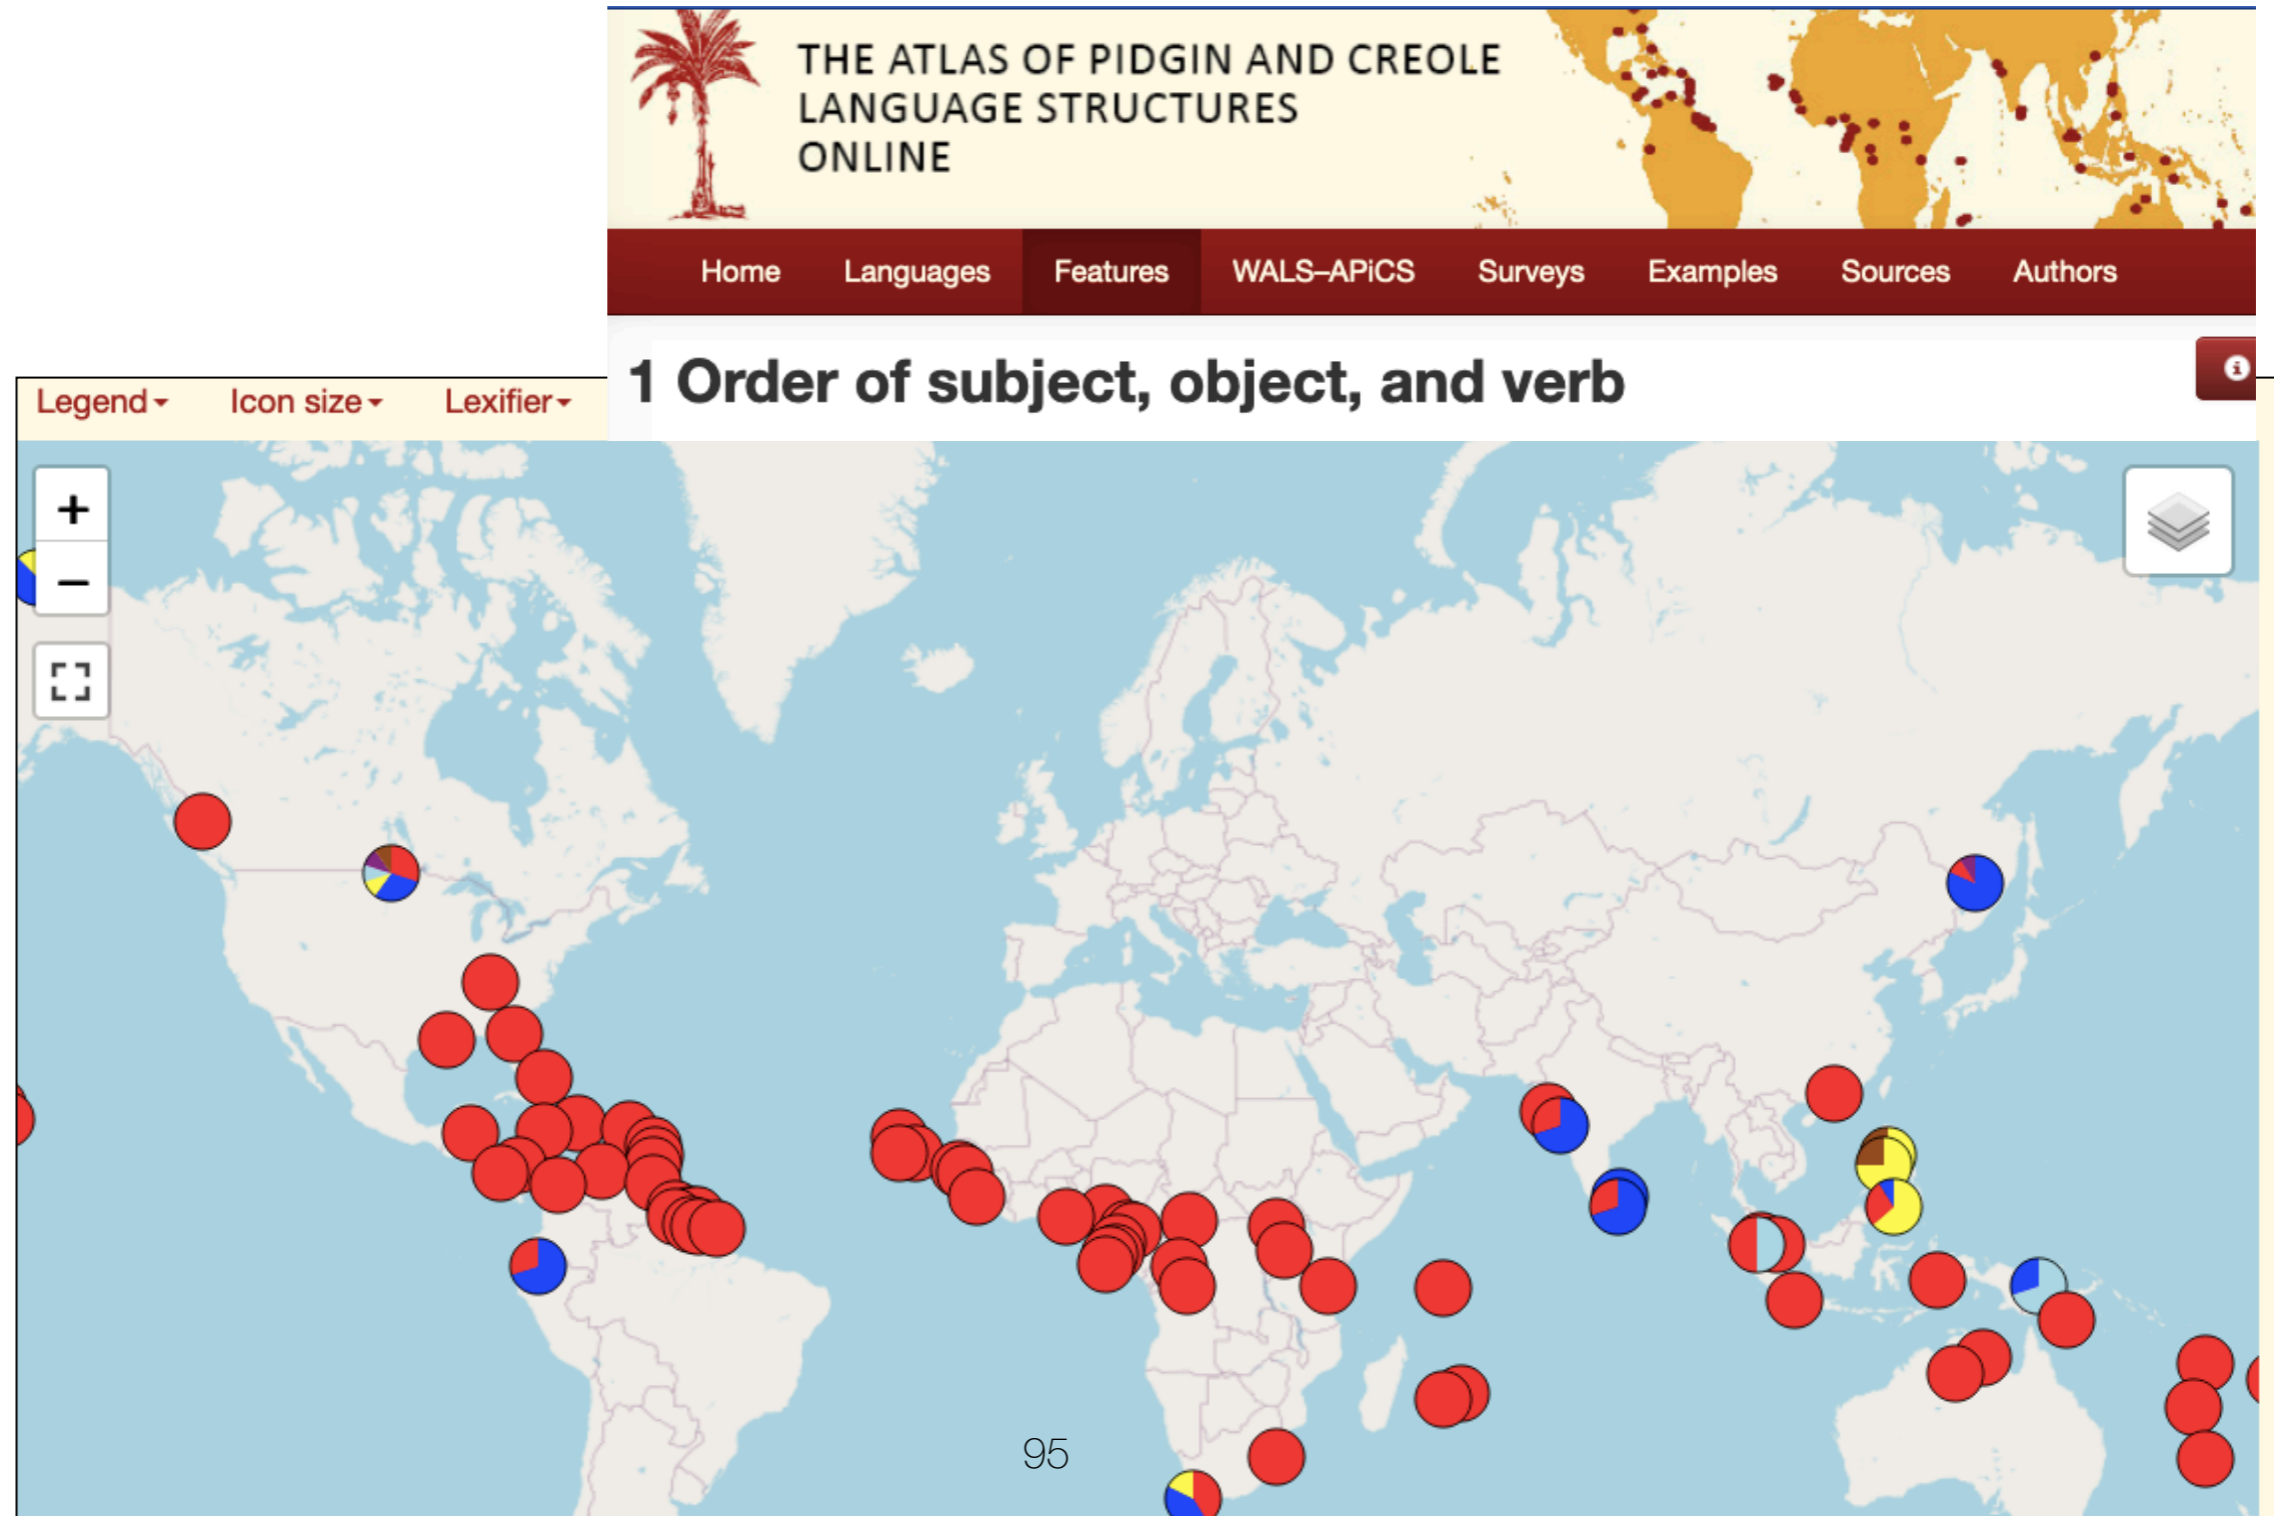 THE ATLAS OF PIDGIN AND CREOLE
LANGUAGE STRUCTURES
ONLINE
Home Languages Features WALS–APiCS Surveys Examples Sources Authors
1 Order of subject, object, and verb
Legend Icon size Lexifier
+
−
95